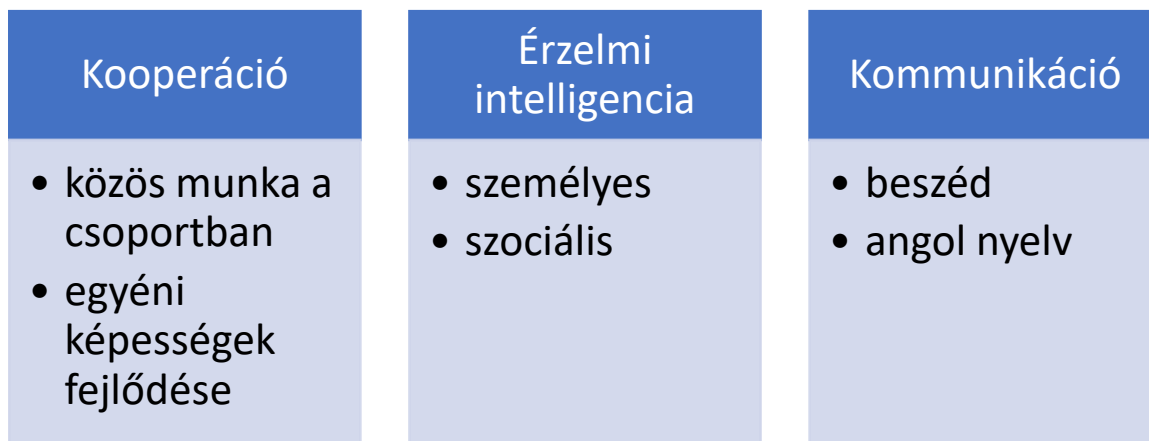 Kooperáció
• közös munka a
csoportban
• egyéni
képességek
fejlődése
Érzelmi
intelligencia
• személyes
• szociális
Kommunikáció
• beszéd
• angol nyelv